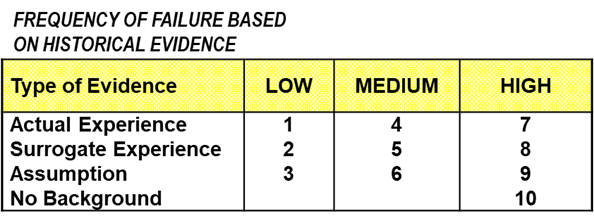 FREQUENCY OF FAILURE BASED
ON HISTORICAL EVIDENCE
Type of Evidence LOW MEDIUM HIGH
Actual Experience 1 4 7
Surrogate Experience 2 5 8
Assumption 3 6 9
No Background 10